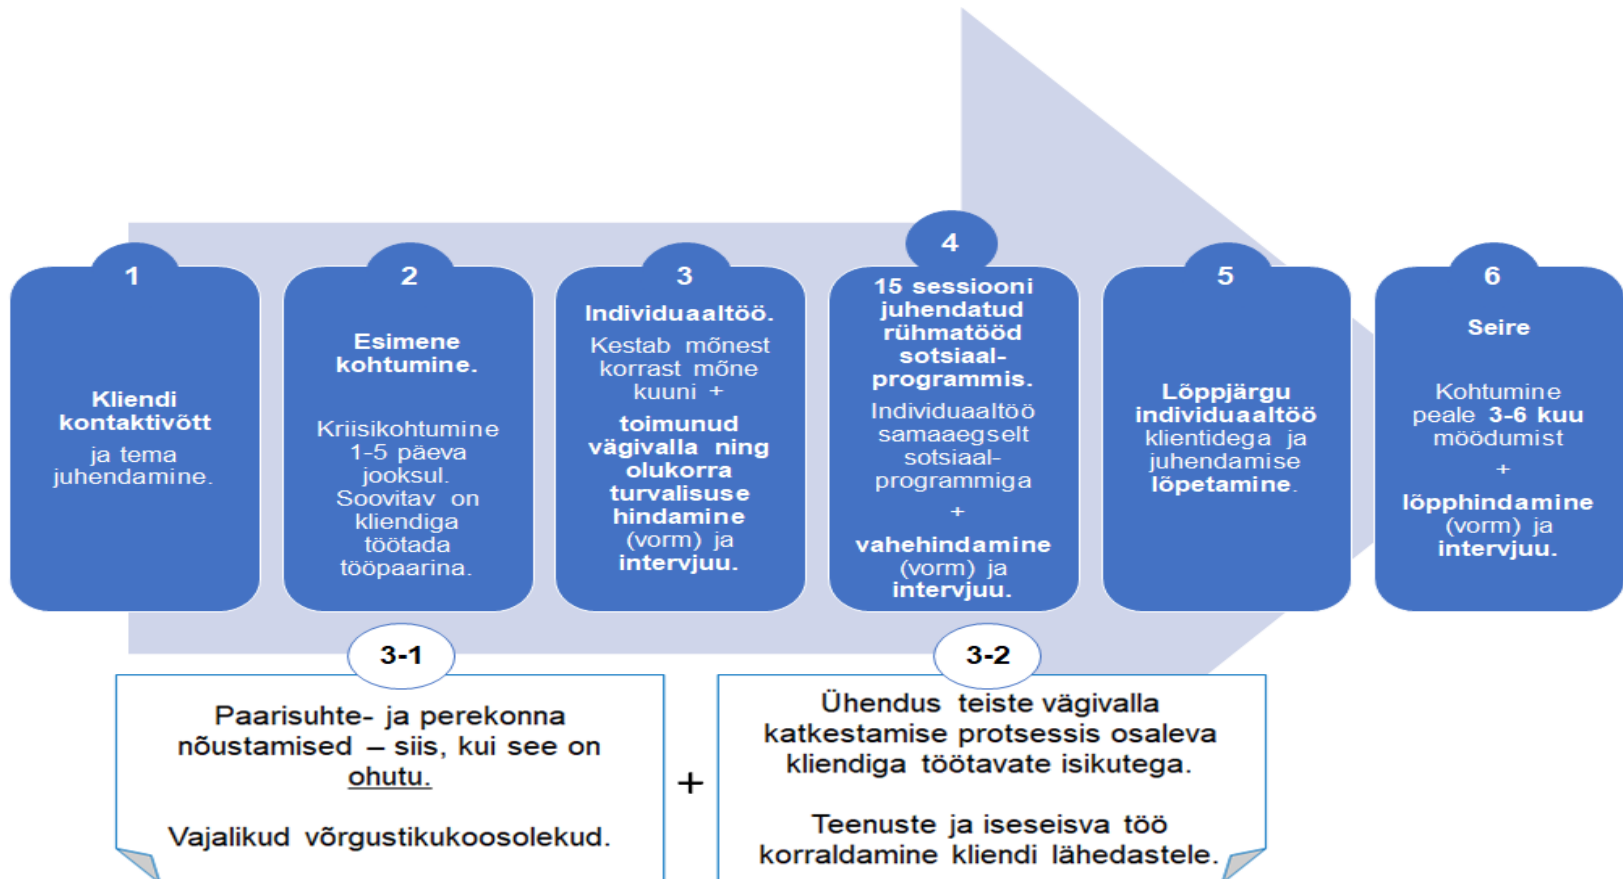 1
Kliendi
kontaktivõtt
ja tema
juhendamine.
2
Esimene
kohtumine.
Kriisikohtumine
1-5 päeva
jooksul.
Soovitav on
kliendiga
töötada
tööpaarina.
3
Individuaaltöö.
Kestab mõnest
korrast mõne
kuuni +
toimunud
vägivalla ning
olukorra
turvalisuse
hindamine
(vorm) ja
intervjuu.
4
15 sessiooni
juhendatud
rühmatööd
sotsiaal-
programmis.
Individuaaltöö
samaaegselt
sotsiaal-
programmiga
+
vahehindamine
(vorm) ja
intervjuu.
5
Lõppjärgu
individuaaltöö
klientidega ja
juhendamise
lõpetamine.
6
Seire
Kohtumine
peale 3-6 kuu
möödumist
+
lõpphindamine
(vorm) ja
intervjuu.
3-1
Paarisuhte- ja perekonna
nõustamised – siis, kui see on
ohutu.
Vajalikud võrgustikukoosolekud.
+
3-2
Ühendus teiste vägivalla
katkestamise protsessis osaleva
kliendiga töötavate isikutega.
Teenuste ja iseseisva töö
korraldamine kliendi lähedastele.